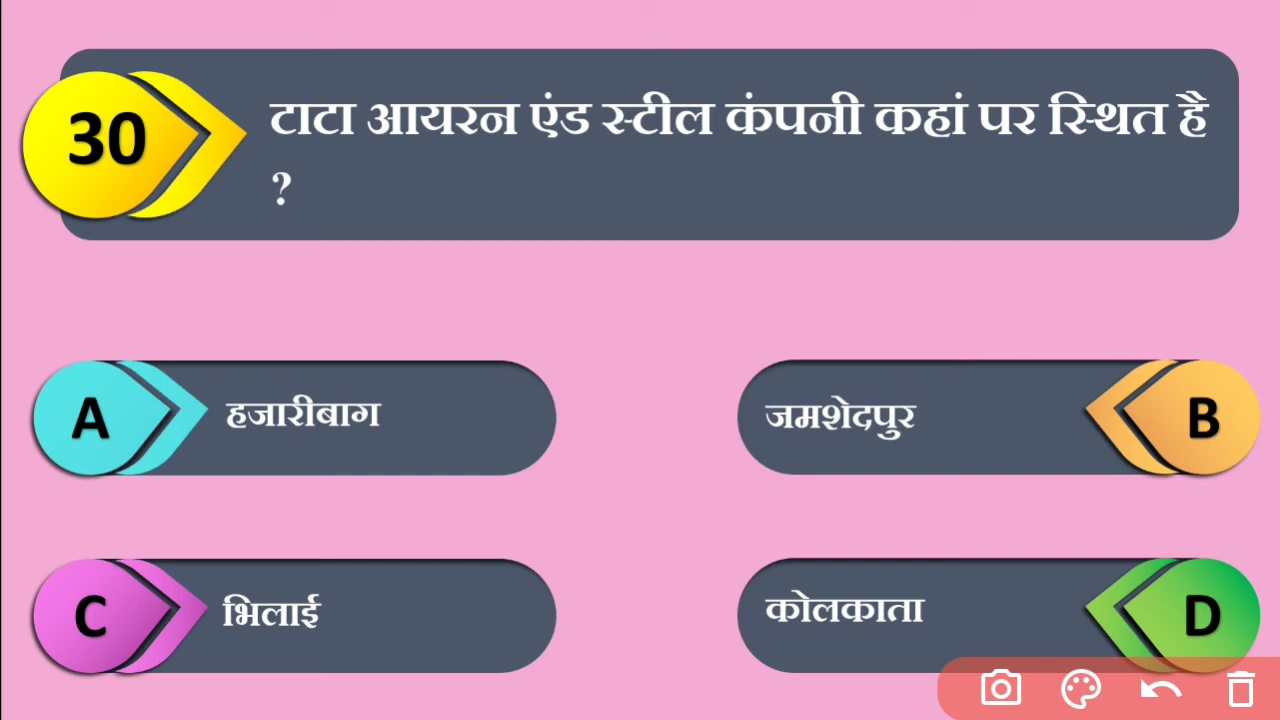 30
टाटा आयरन एंड स्टील कंपनी कहां पर स्थित है
?
A
हजारीबाग
जमशेदपुर
B
C
भिलाई
कोलकाता
D